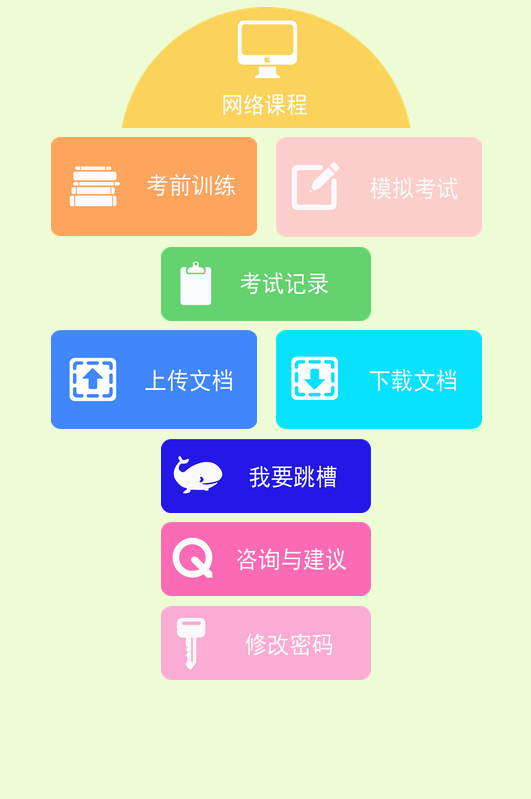 网络课程
考前训练
模拟考试
考试记录
上传文档
下载文档
我要跳槽
咨询与建议
修改密码